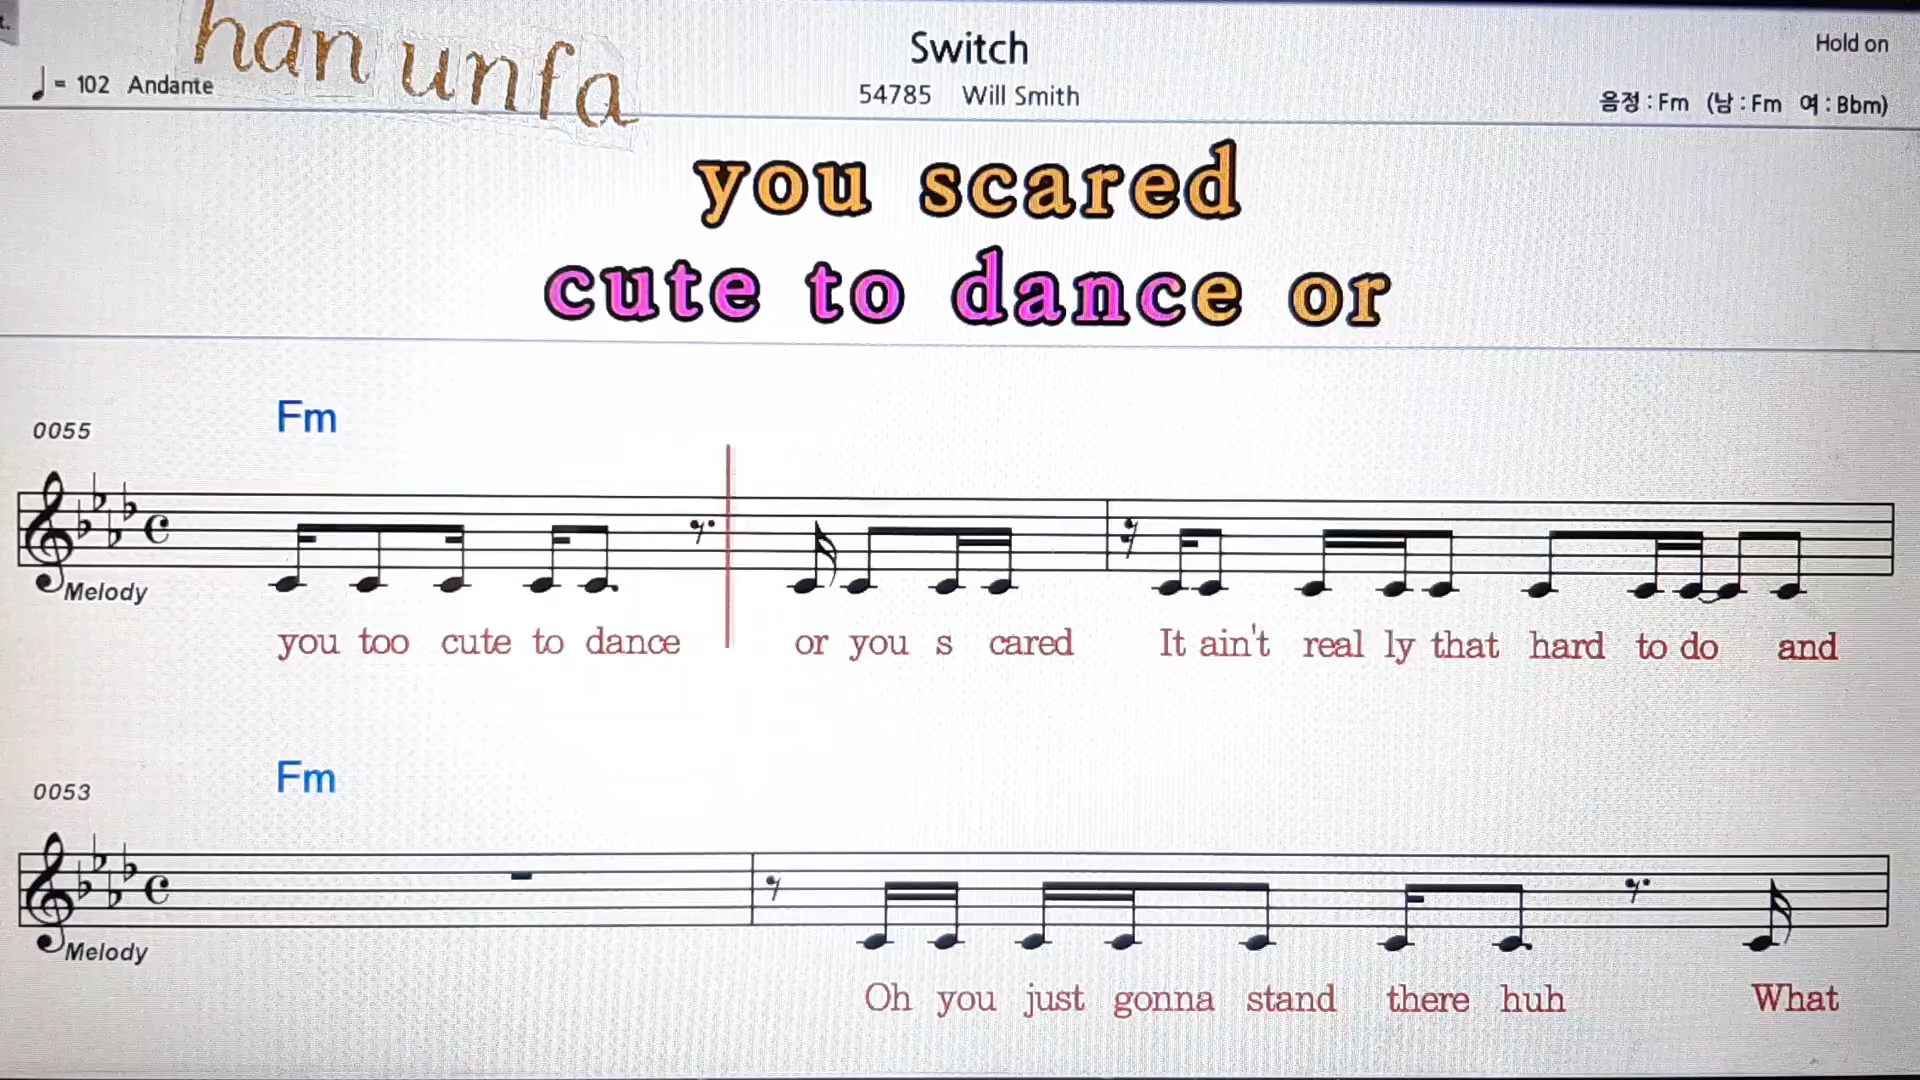 t.
han unfa
Switch
Hold on
= 102 Andante
54785 Will Smith
음정 : Fm (남 : Fm 여 : Bbm)
you scared
cute to dance or
Fm
0055
Melody
you too cute to dance or you s cared It ain't real ly that hard to do and
Fm
0053
Melody
Oh you just gonna stand there huh What